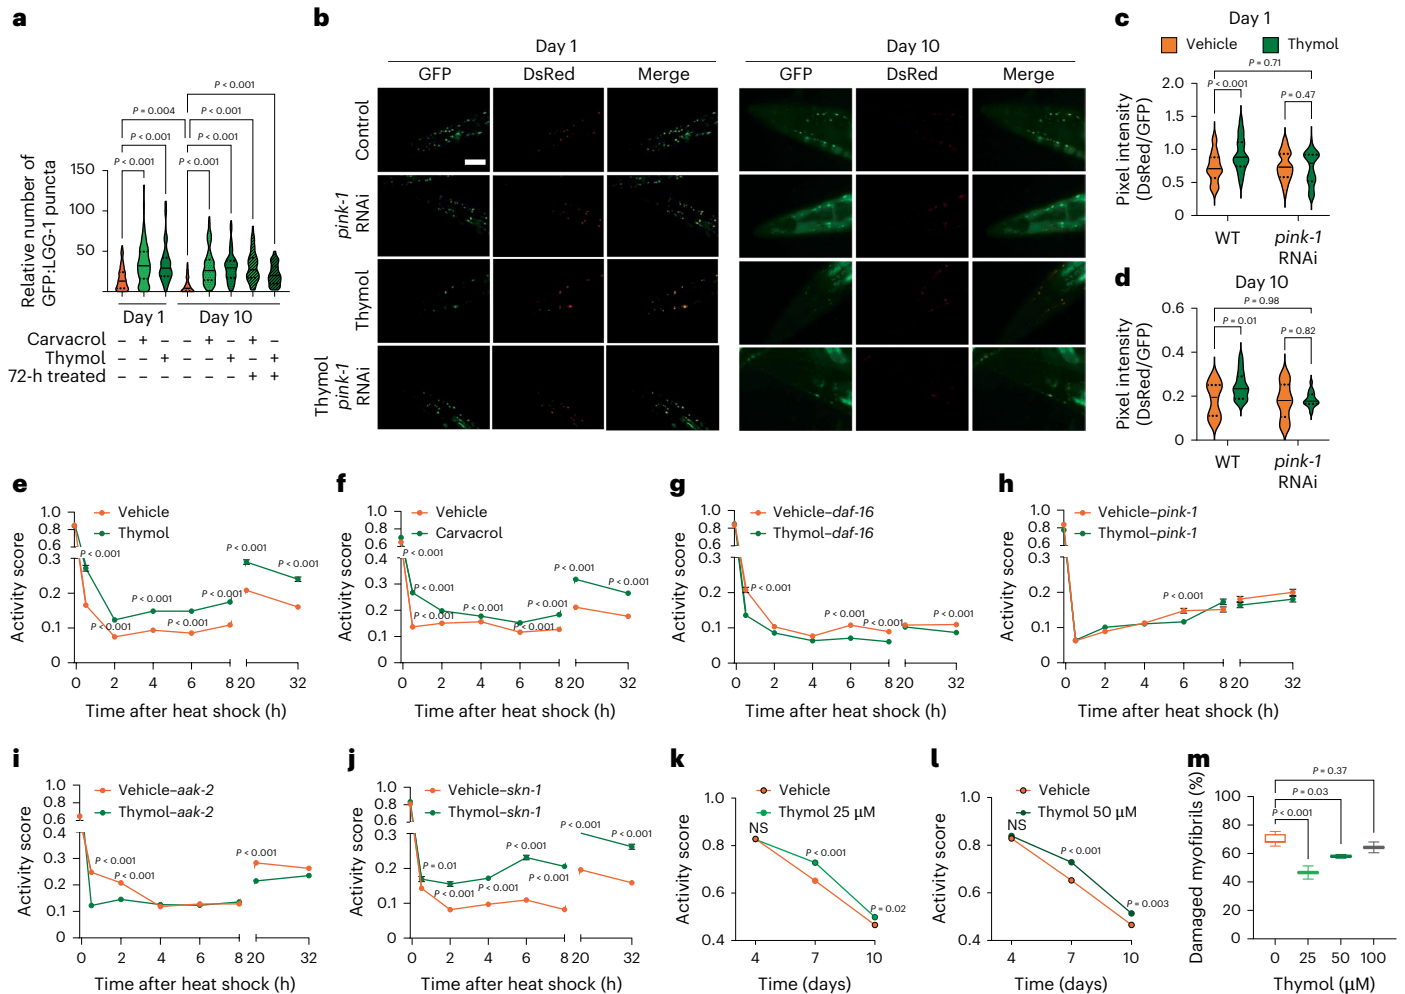 a
Relative number of
GFP:LGG-1 puncta
P < 0.001
P = 0.004
P < 0.001
P < 0.001
P < 0.001
P < 0.001
P < 0.001
150
100
50
Day 1
Day 10
Carvacrol – + – – + – + –
Thymol – – + – – + – +
72-h treated – – – – – – + +
b
Day 1
Day 10
GFP
DsRed
Merge
GFP
DsRed
Merge
Control
pink-1
RNAi
Thymol
Thymol
pink-1
RNAi
c
Day 1
Vehicle
Thymol
P = 0.71
P < 0.001
P = 0.47
Pixel intensity
(DsRed/GFP)
2.0
1.5
1.0
0.5
0
WT
pink-1
RNAi
d
Day 10
P = 0.98
P = 0.01
P = 0.82
Pixel intensity
(DsRed/GFP)
0.6
0.4
0.2
0
WT
pink-1
RNAi
e
Vehicle
Thymol
Activity score
1.0
0.8
0.6
0.3
0.2
0.1
0
P < 0.001
P < 0.001
P < 0.001
P < 0.001
P < 0.001
P < 0.001
0 2 4 6 8 20 32
Time after heat shock (h)
f
Vehicle
Carvacrol
Activity score
1.0
0.8
0.6
0.4
0.3
0.2
0.1
0
P < 0.001
P < 0.001
P < 0.001
P < 0.001
P < 0.001
P < 0.001
P < 0.001
P < 0.001
0 2 4 6 8 20 32
Time after heat shock (h)
g
Vehicle–daf-16
Thymol–daf-16
Activity score
1.0
0.8
0.6
0.3
0.2
0.1
0
P < 0.001
P < 0.001
P < 0.001
0 2 4 6 8 20 32
Time after heat shock (h)
h
Vehicle–pink-1
Thymol–pink-1
Activity score
1.0
0.8
0.6
0.3
0.2
0.1
0
P < 0.001
0 2 4 6 8 20 32
Time after heat shock (h)
i
Vehicle–aak-2
Thymol–aak-2
Activity score
1.0
0.8
0.6
0.4
0.3
0.2
0.1
0
P < 0.001
P < 0.001
P < 0.001
0 2 4 6 8 20 32
Time after heat shock (h)
j
Vehicle–skn-1
Thymol–skn-1
Activity score
1.0
0.8
0.6
0.3
0.2
0.1
0
P = 0.01
P < 0.001
P < 0.001
P < 0.001
P < 0.001
P < 0.001
P < 0.001
0 2 4 6 8 20 32
Time after heat shock (h)
k
Vehicle
Thymol 25 μM
Activity score
1.0
0.8
0.6
0.4
NS
P < 0.001
P = 0.02
4 7 10
Time (days)
l
Vehicle
Thymol 50 μM
Activity score
1.0
0.8
0.6
0.4
NS
P < 0.001
P = 0.003
4 7 10
Time (days)
m
P = 0.37
P = 0.03
P < 0.001
Damaged myofibrils (%)
100
80
60
40
20
0
0 25 50 100
Thymol (μM)